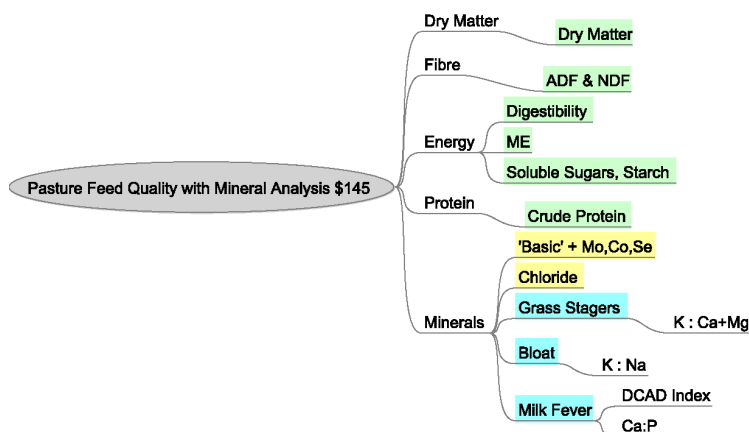 Pasture Feed Quality with Mineral Analysis $145
Dry Matter
Dry Matter
Fibre
ADF & NDF
Energy
Digestibility
ME
Soluble Sugars, Starch
Protein
Crude Protein
Minerals
'Basic' + Mo,Co,Se
Chloride
Grass Stagers
K : Ca+Mg
Bloat
K : Na
Milk Fever
DCAD Index
Ca:P